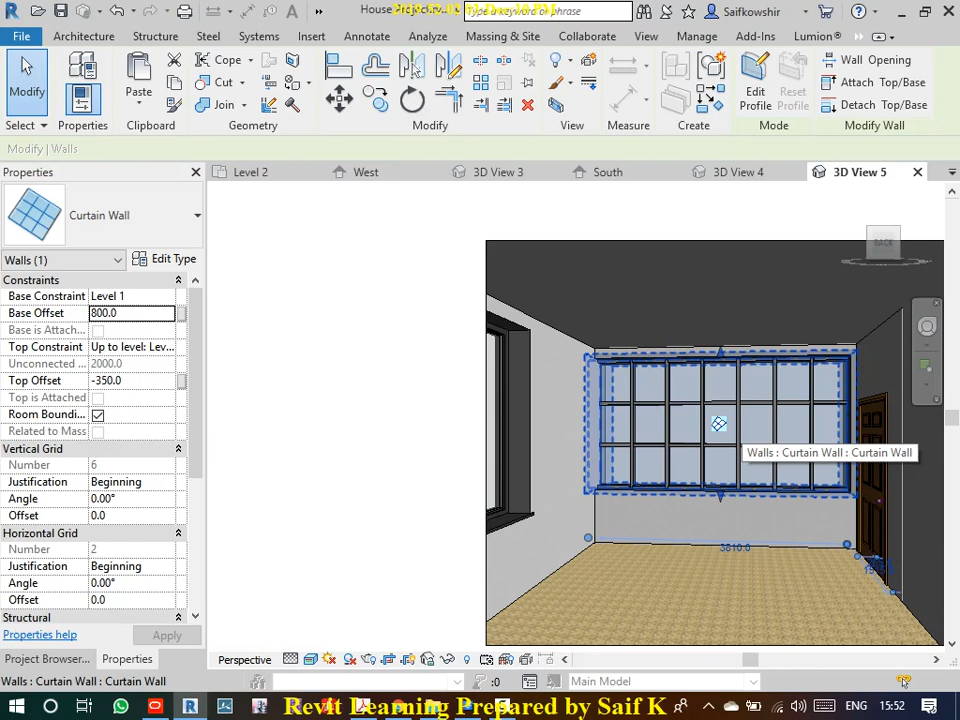 House Project.rv...
Type a keyword or phrase
Saifkowshir
File
Architecture
Structure
Steel
Systems
Insert
Annotate
Analyze
Massing & Site
Collaborate
View
Manage
Add-Ins
Lumion®
Modify
Paste
Cope
Cut
Join
Edit
Profile
Reset
Profile
Wall Opening
Attach Top/Base
Detach Top/Base
Select
Properties
Clipboard
Geometry
Modify
View
Measure
Create
Mode
Modify Wall
Modify | Walls
Properties
Level 2
West
3D View 3
South
3D View 4
3D View 5
Curtain Wall
BACK
Walls (1)
Edit Type
Constraints
Base Constraint Level 1
Base Offset 800.0
Base is Attach...
Top Constraint Up to level: Lev...
Unconnected ... 2000.0
Top Offset -350.0
Top is Attached
Room Boundi...
Related to Mass
Vertical Grid
Number 6
Justification Beginning
Angle 0.00°
Offset 0.0
Horizontal Grid
Number 2
Justification Beginning
Angle 0.00°
Offset 0.0
Structural
Properties help
Apply
Walls : Curtain Wall : Curtain Wall
3810.0
Project Browser...
Properties
Perspective
Walls : Curtain Wall : Curtain Wall
:0
Main Model
Revit Learning Prepared by Saif K
ENG
15:52